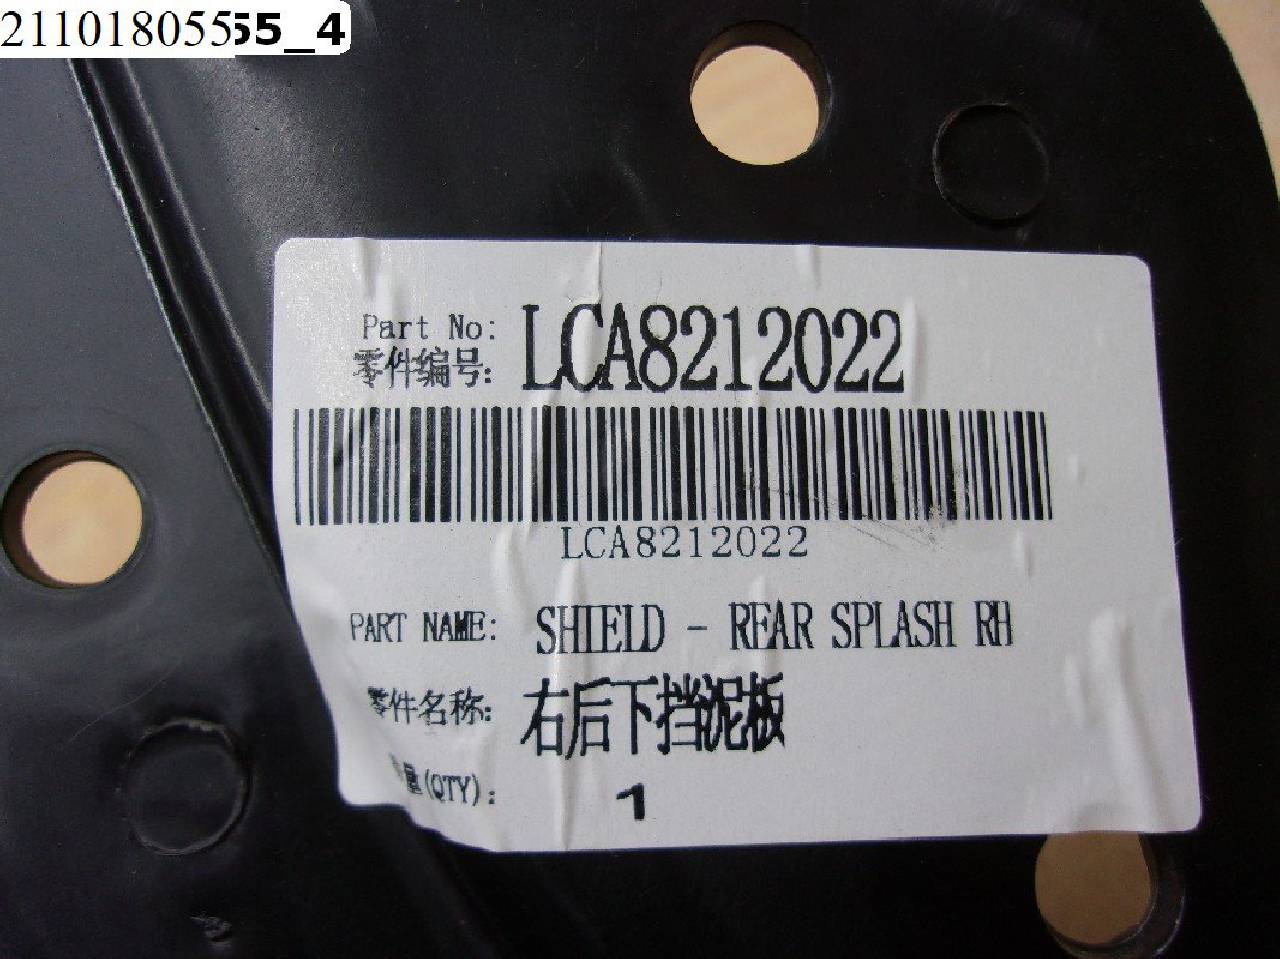 21101805555_4
Part No: LCA8212022
零件编号:
LCA8212022
PART NAME: SHIELD - REAR SPLASH RH
零件名称: 右后下挡泥板
量(QTY): 1